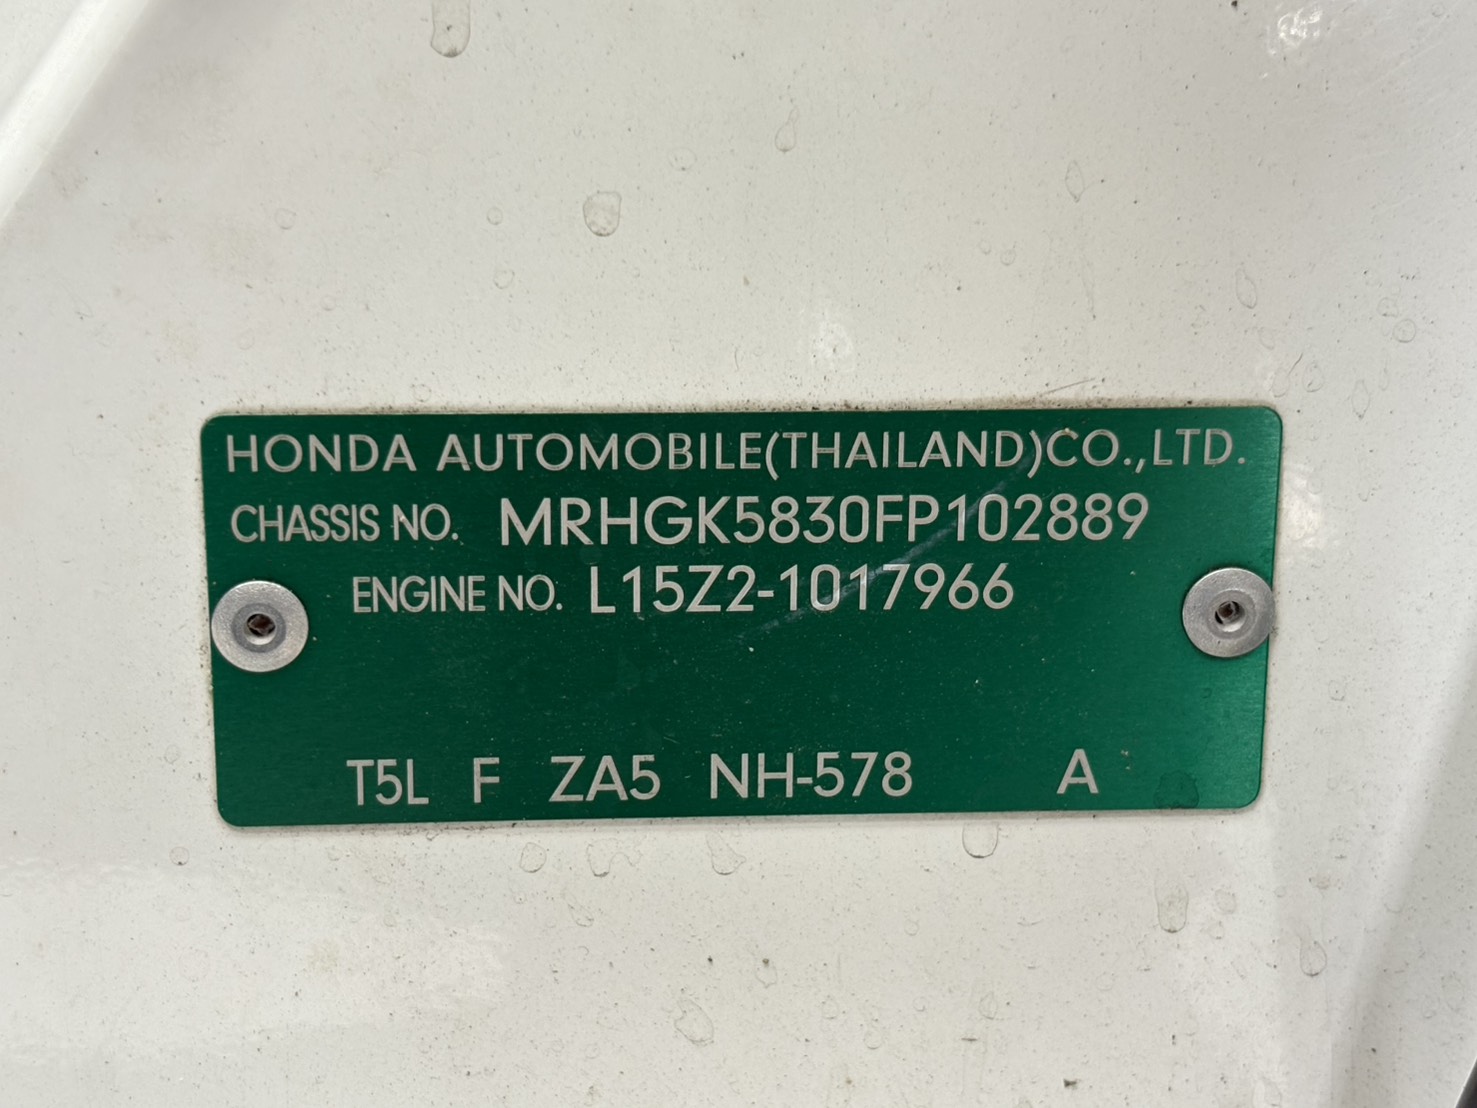 HONDA AUTOMOBILE(THAILAND)CO.,LTD.
CHASSIS NO. MRHGK5830FP102889
ENGINE NO. L15Z2-1017966
T5L F ZA5 NH-578 A